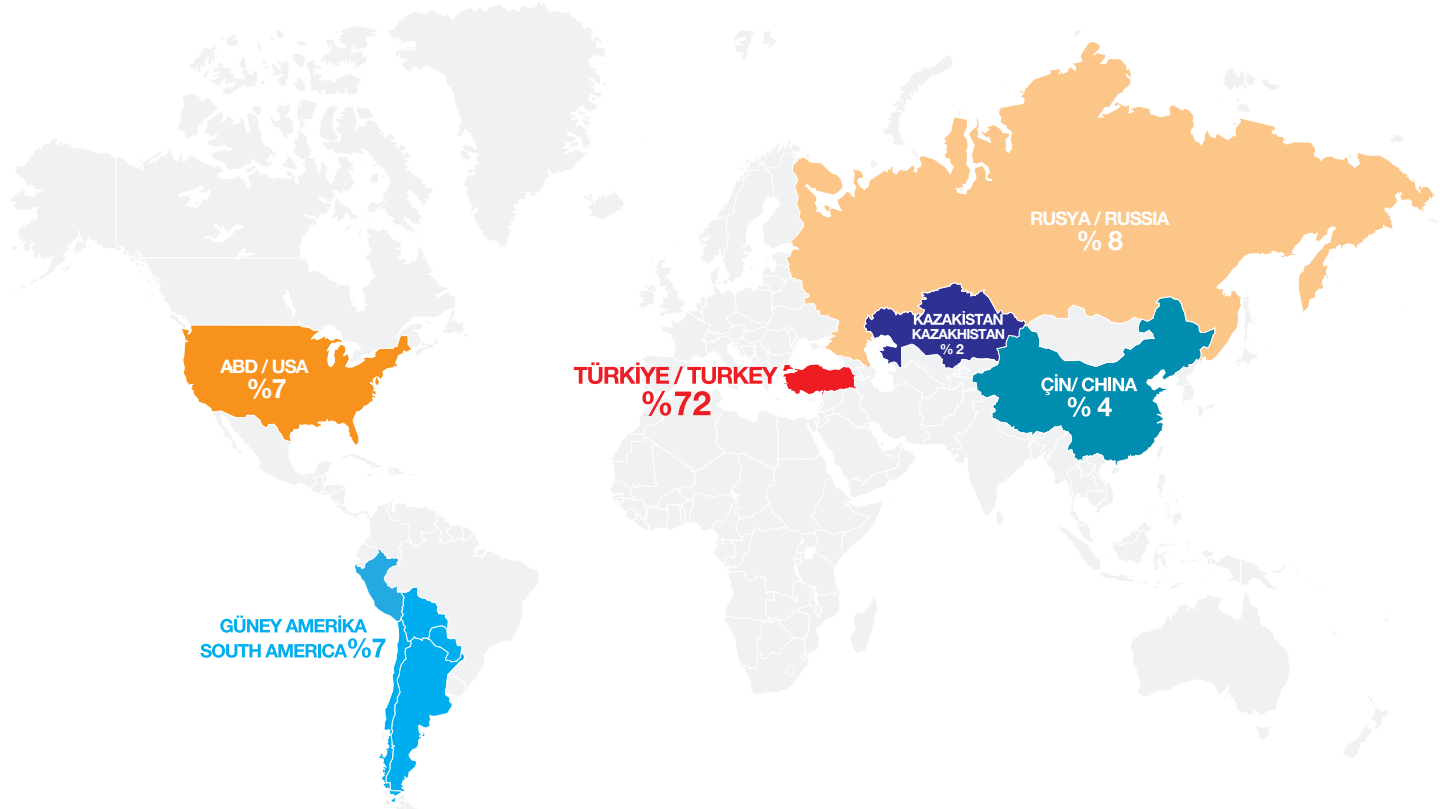 RUSYA / RUSSIA
% 8
KAZAKİSTAN
KAZAKHISTAN
% 2
ABD / USA
%7
TÜRKİYE / TURKEY
%72
ÇİN/ CHINA
% 4
GÜNEY AMERİKA
SOUTH AMERICA %7